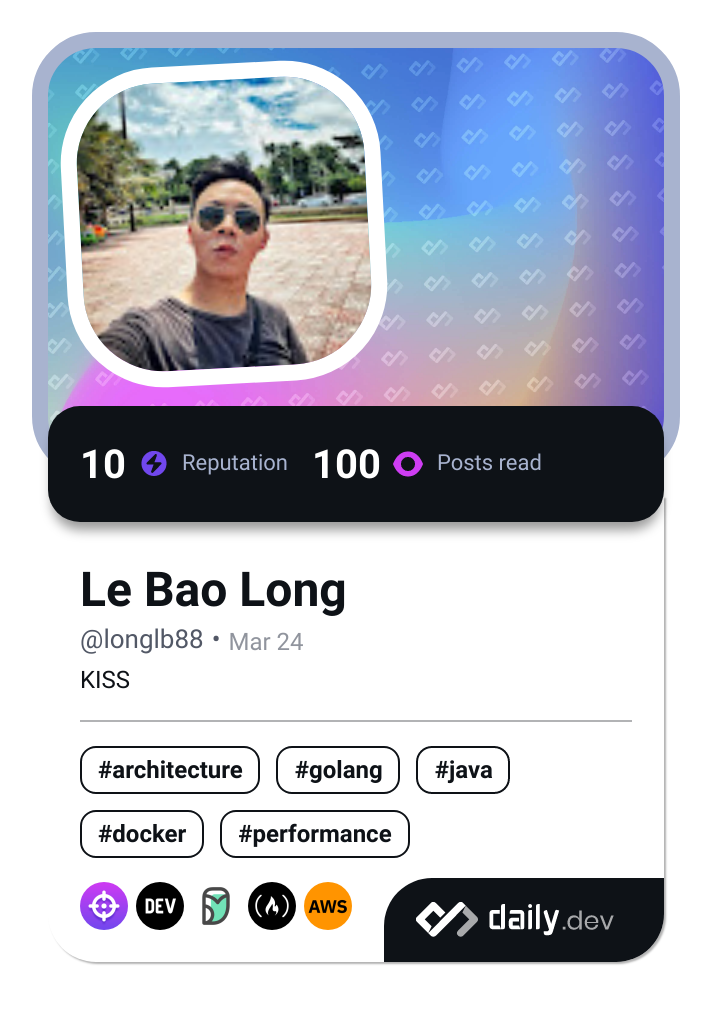 10 Reputation 100 Posts read
Le Bao Long
@longlb88 • Mar 24
KISS
#architecture #golang #java
#docker #performance
DEV AWS daily.dev